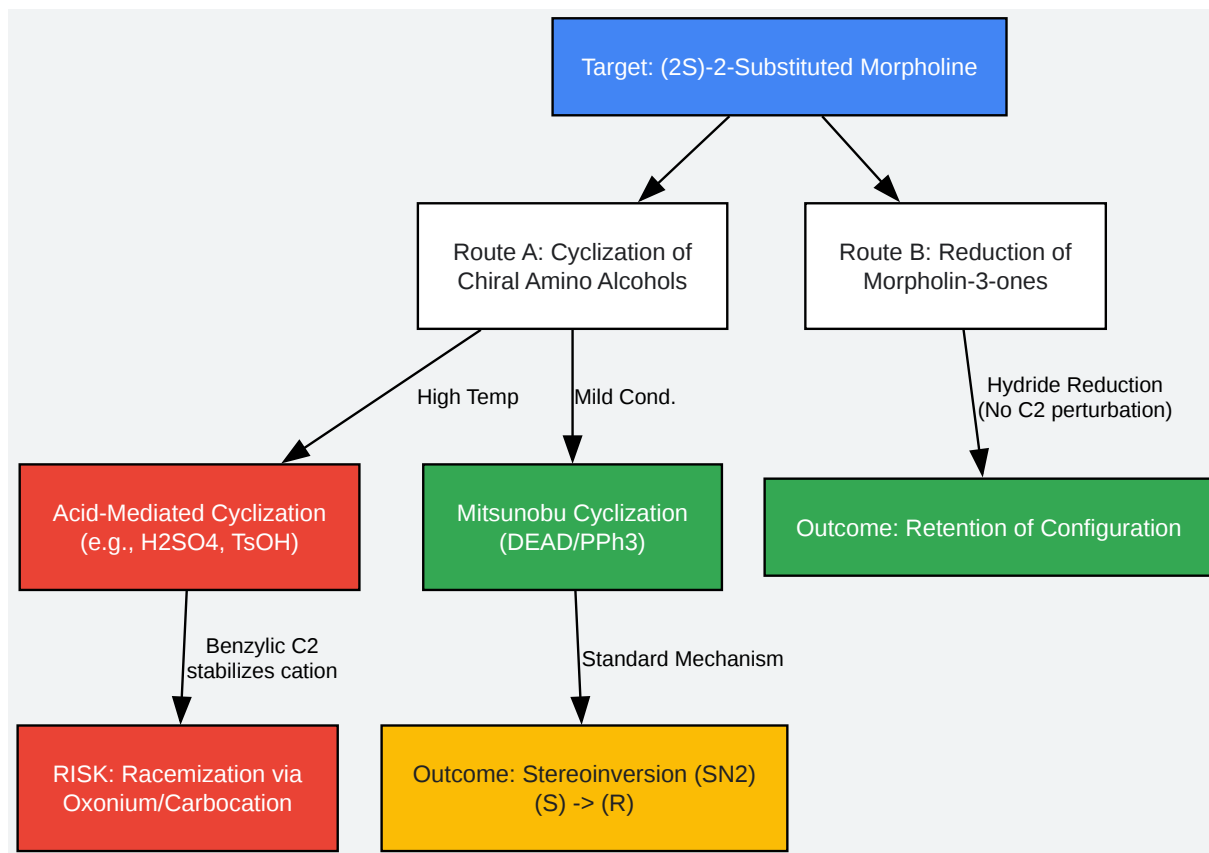 Target: (2S)-2-Substituted Morpholine
Route A: Cyclization of
Chiral Amino Alcohols
Route B: Reduction of
Morpholin-3-ones
High Temp
Mild Cond.
Hydride Reduction
(No C2 perturbation)
Acid-Mediated Cyclization
(e.g., H2SO4, TsOH)
Mitsunobu Cyclization
(DEAD/PPh3)
Outcome: Retention of Configuration
Benzylic C2
stabilizes cation
Standard Mechanism
RISK: Racemization via
Oxonium/Carbocation
Outcome: Stereoinversion (SN2)
(S) -> (R)